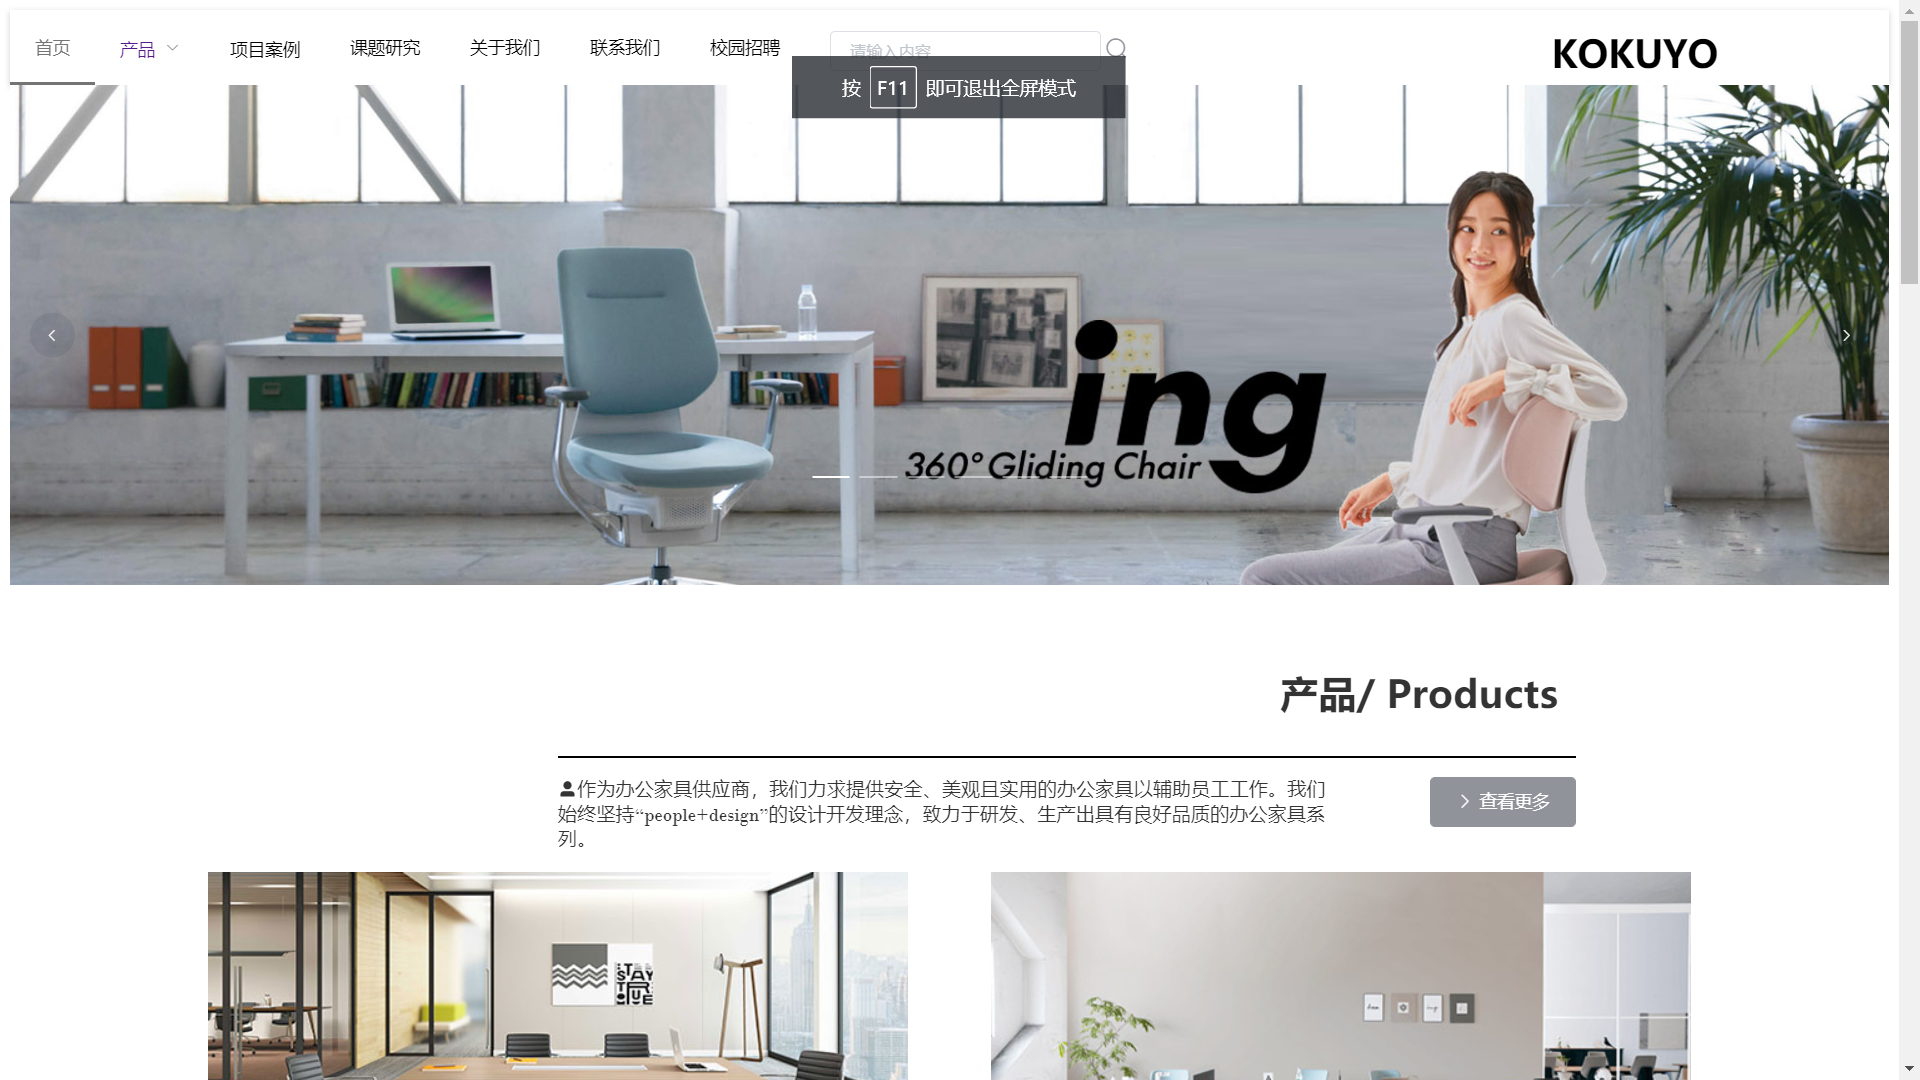 首页
产品
项目案例
课题研究
关于我们
联系我们
校园招聘
请输入内容
KOKUYO
按 F11 即可退出全屏模式
ing
360° Gliding Chair
产品/ Products
作为办公家具供应商，我们力求提供安全、美观且实用的办公家具以辅助员工工作。我们
始终坚持“people+design”的设计开发理念，致力于研发、生产出具有良好品质的办公家具系
列。
查看更多
STAY